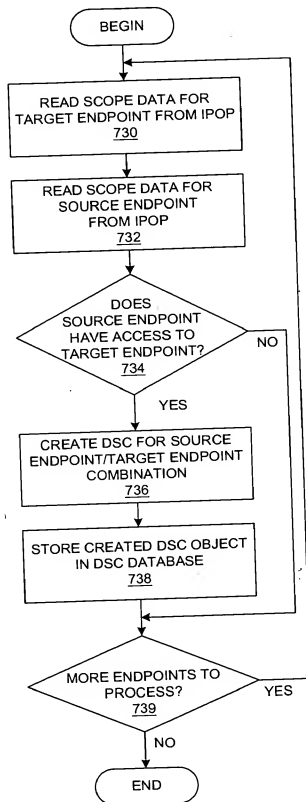 BEGIN
READ SCOPE DATA FOR
TARGET ENDPOINT FROM IPOP
730
READ SCOPE DATA FOR
SOURCE ENDPOINT
FROM IPOP
732
DOES
SOURCE ENDPOINT
HAVE ACCESS TO
TARGET ENDPOINT?
734
NO
YES
CREATE DSC FOR SOURCE
ENDPOINT/TARGET ENDPOINT
COMBINATION
736
STORE CREATED DSC OBJECT
IN DSC DATABASE
738
MORE ENDPOINTS TO
PROCESS?
739
YES
NO
END